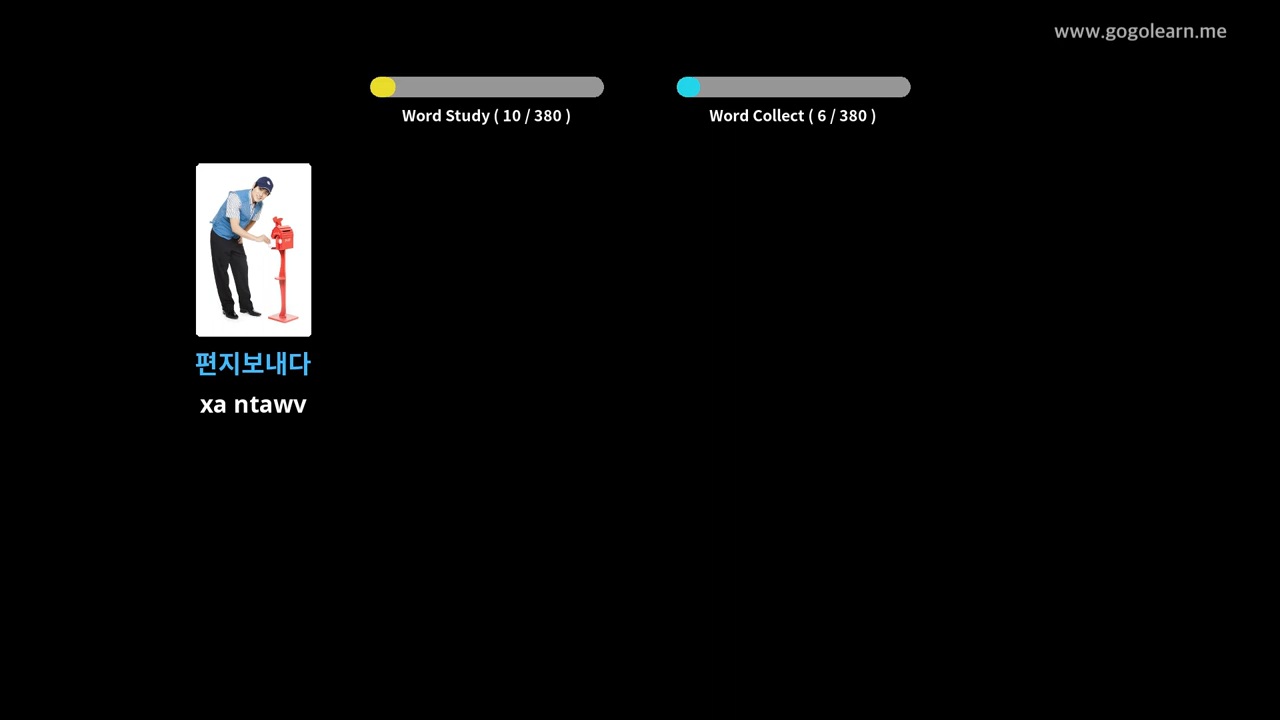 www.gogolearn.me
Word Study ( 10 / 380 )
Word Collect ( 6 / 380 )
편지보내다
xa ntawv